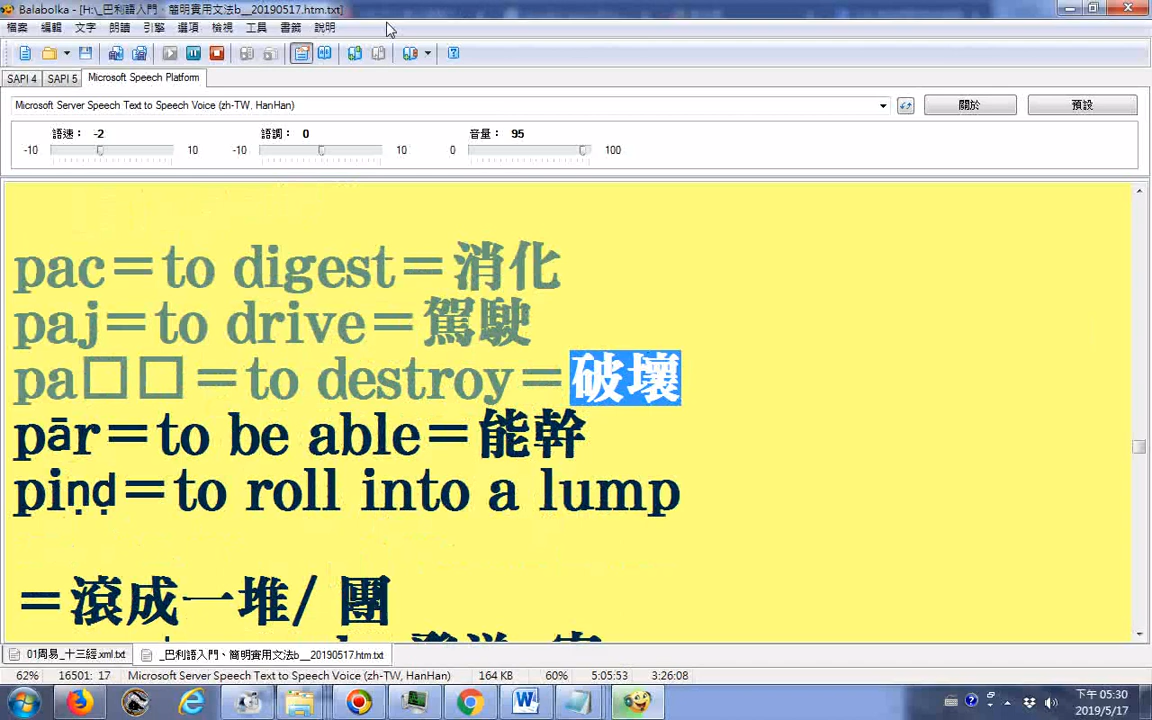 Balabolka - [H:\_巴利語入門、簡明實用文法b__20190517.htm.txt]
檔案 編輯 文字 朗讀 引擎 選項 檢視 工具 書籤 說明
SAPI 4 SAPI 5 Microsoft Speech Platform
Microsoft Server Speech Text to Speech Voice (zh-TW, HanHan) 關於 預設
語速： -2 語調： 0 音量： 95
-10 10 -10 10 0 100
pac＝to digest＝消化
paj＝to drive＝駕駛
pa□□＝to destroy＝破壞
pār＝to be able＝能幹
piṇḍ＝to roll into a lump
＝滾成一堆/ 團
01周易_十三經.xml.txt _巴利語入門、簡明實用文法b__20190517.htm.txt
62% 16501: 17 Microsoft Server Speech Text to Speech Voice (zh-TW, HanHan) 164 KB 60% 5:05:53 3:26:08
下午 05:30
2019/5/17